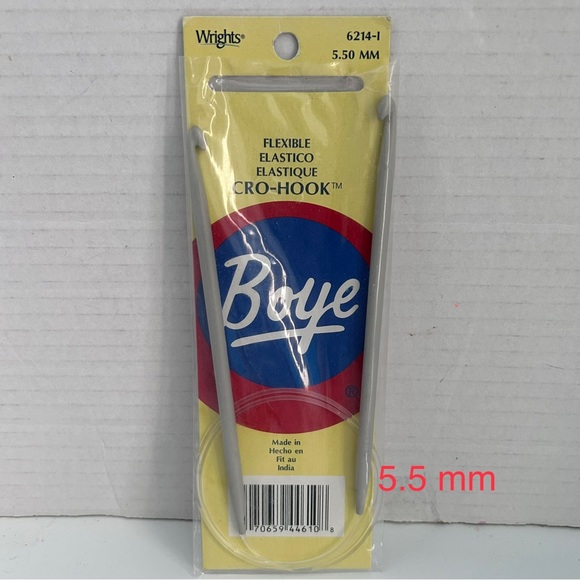 Wrights®
6214-I
5.50 MM
FLEXIBLE
ELASTICO
ELASTIQUE
CRO-HOOK™
Boye
®
Made in
Hecho en
Fit au
India
70659 44610 8
5.5 mm